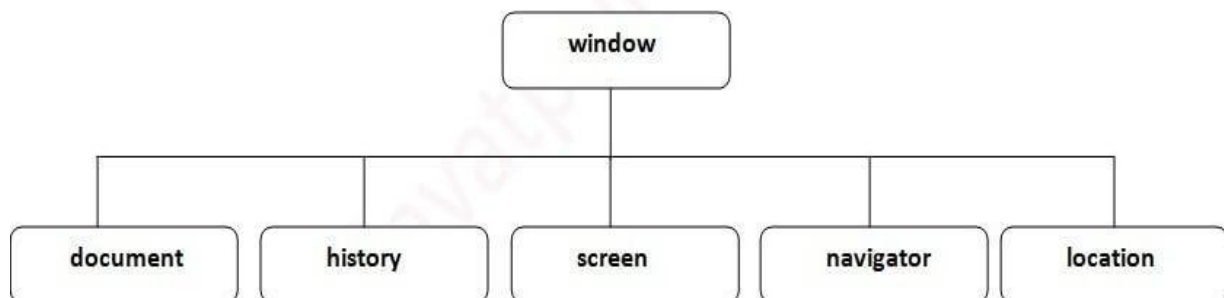 window
document
history
screen
navigator
location